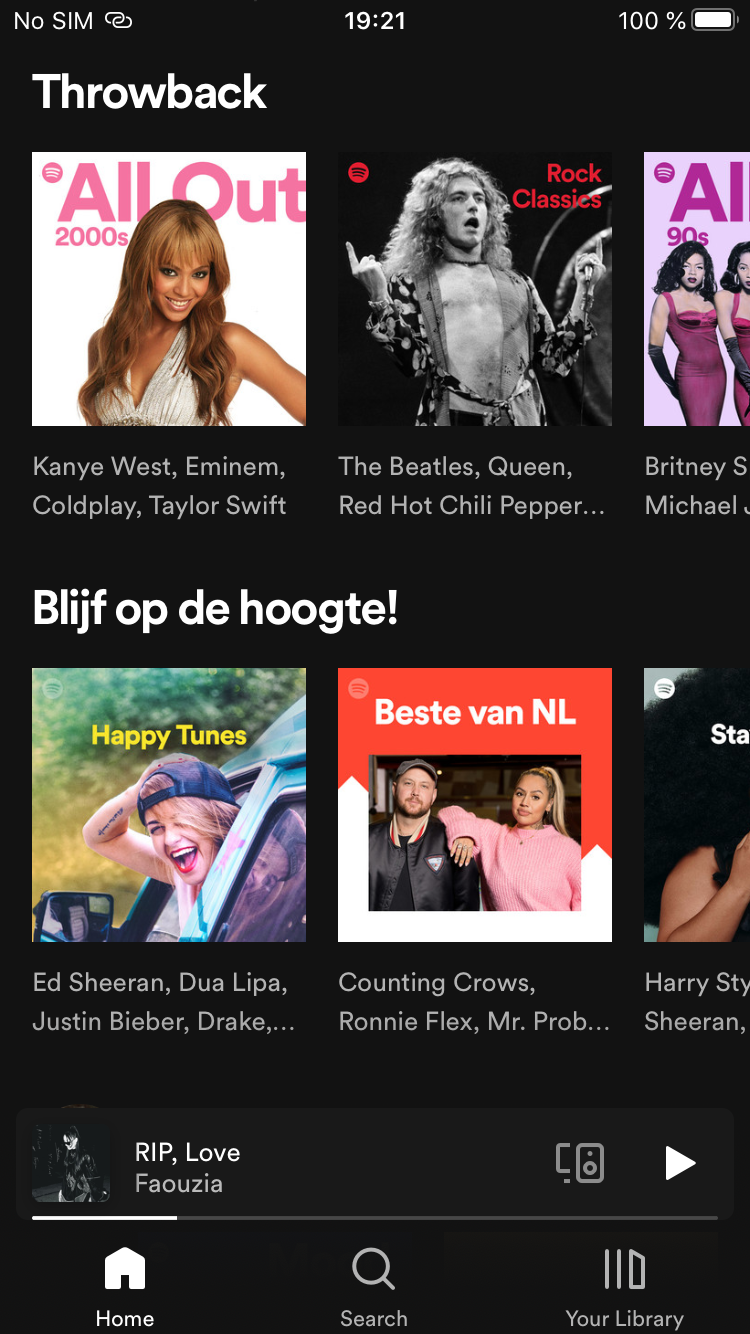 No SIM 19:21 100 %
Throwback
All Out
2000s
Rock
Classics
All
90s
Kanye West, Eminem,
Coldplay, Taylor Swift
The Beatles, Queen,
Red Hot Chili Pepper...
Britney S
Michael J
Blijf op de hoogte!
Happy Tunes
Beste van NL
Sta
Ed Sheeran, Dua Lipa,
Justin Bieber, Drake,...
Counting Crows,
Ronnie Flex, Mr. Prob...
Harry Sty
Sheeran,
RIP, Love
Faouzia
Home Search Your Library